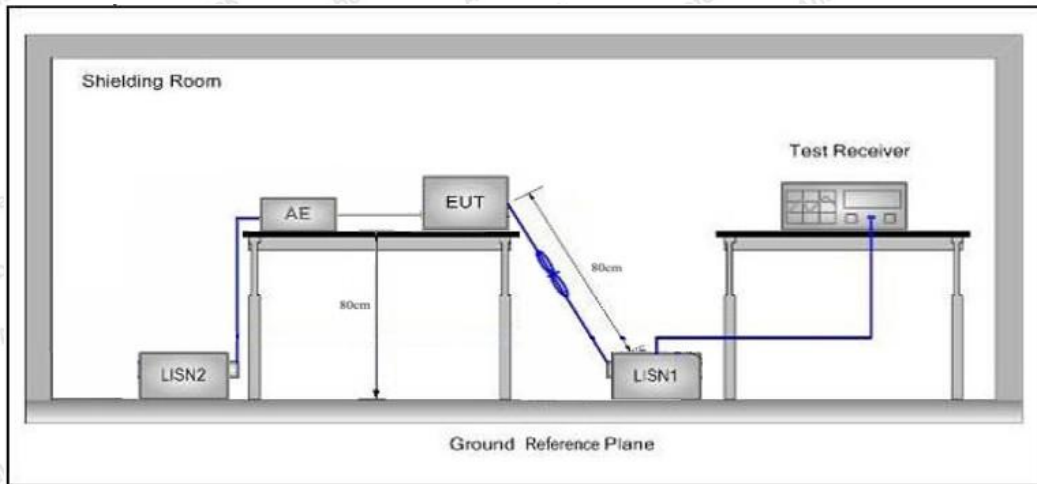 Shielding Room
Test Receiver
AE
EUT
80cm
80cm
LISN2
LISN1
Ground Reference Plane